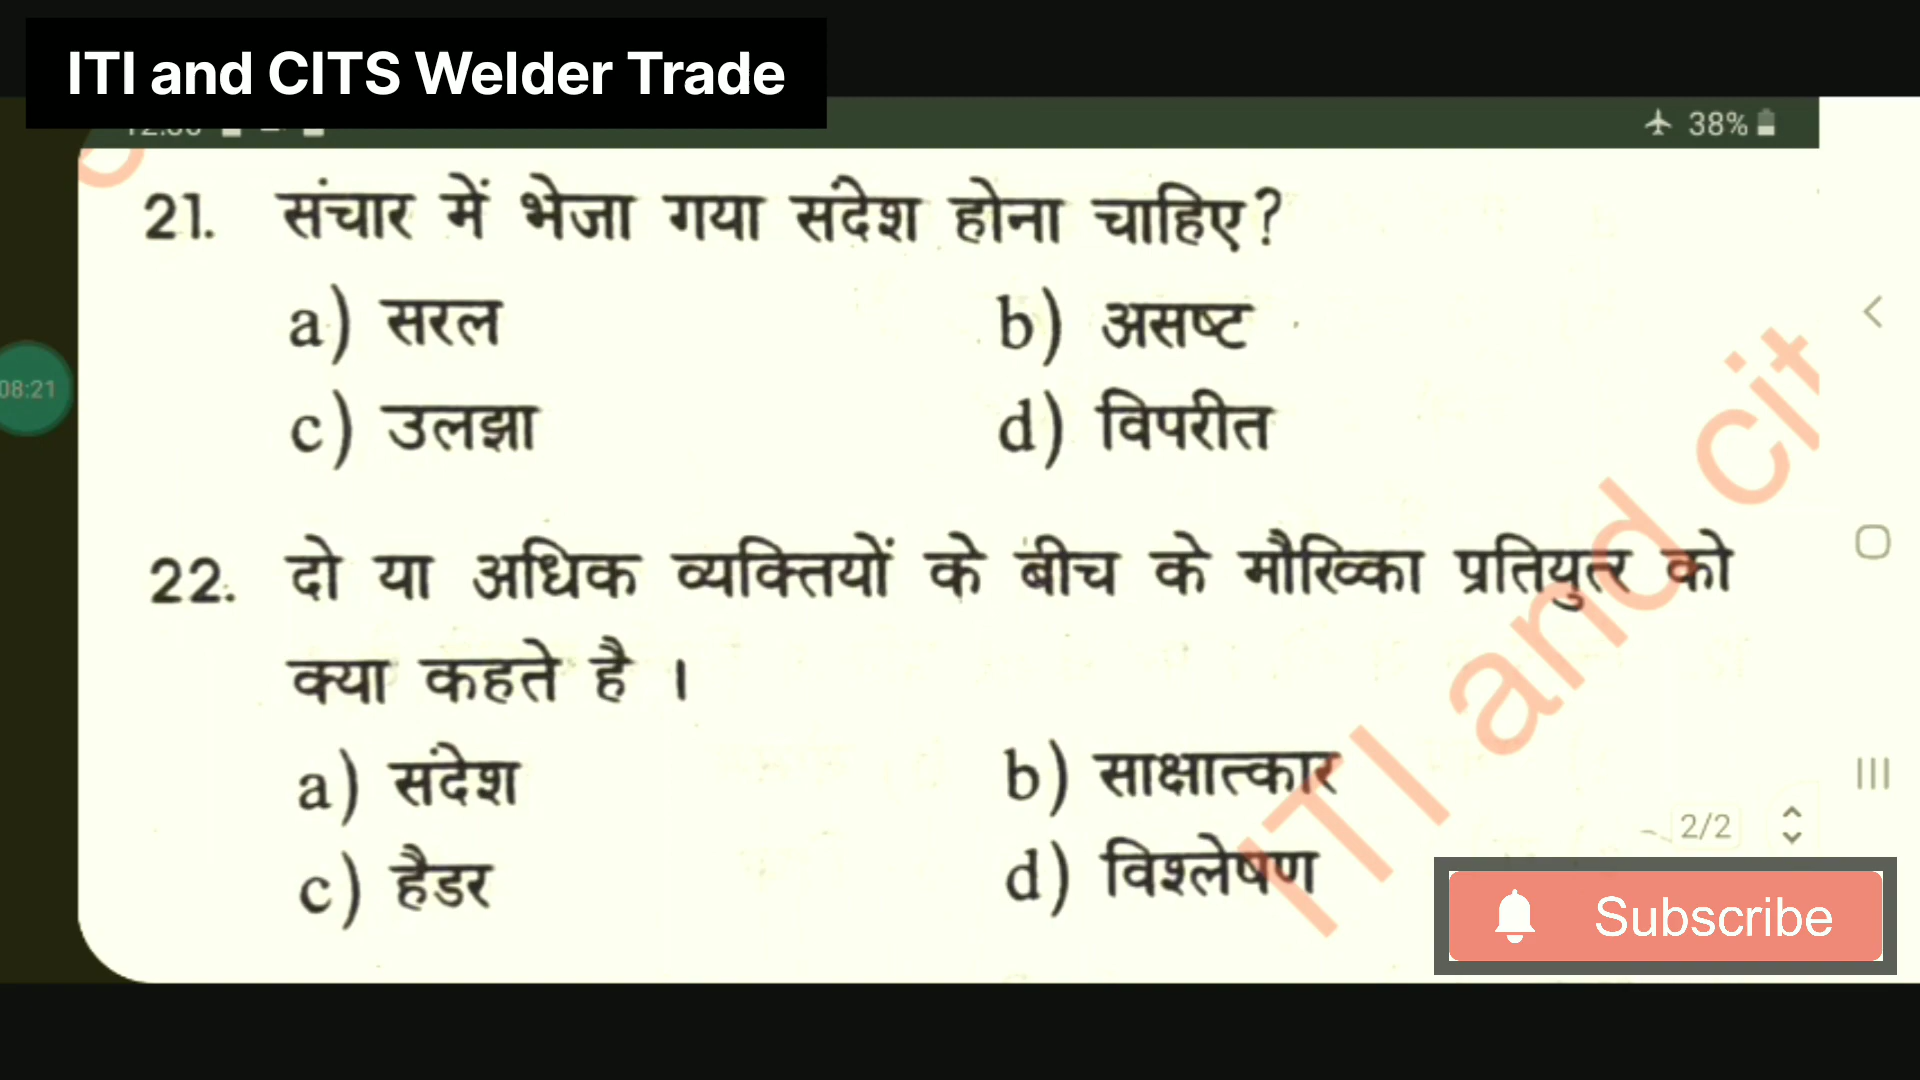 ITI and CITS Welder Trade
38%
21. संचार में भेजा गया संदेश होना चाहिए?
a) सरल b) असष्ट
c) उलझा d) विपरीत
08:21
22. दो या अधिक व्यक्तियों के बीच के मौख्किा प्रतियुत्र को
क्या कहते है ।
a) संदेश b) साक्षात्कार
c) हैडर d) विश्लेषण
2/2
ITI and cit
Subscribe